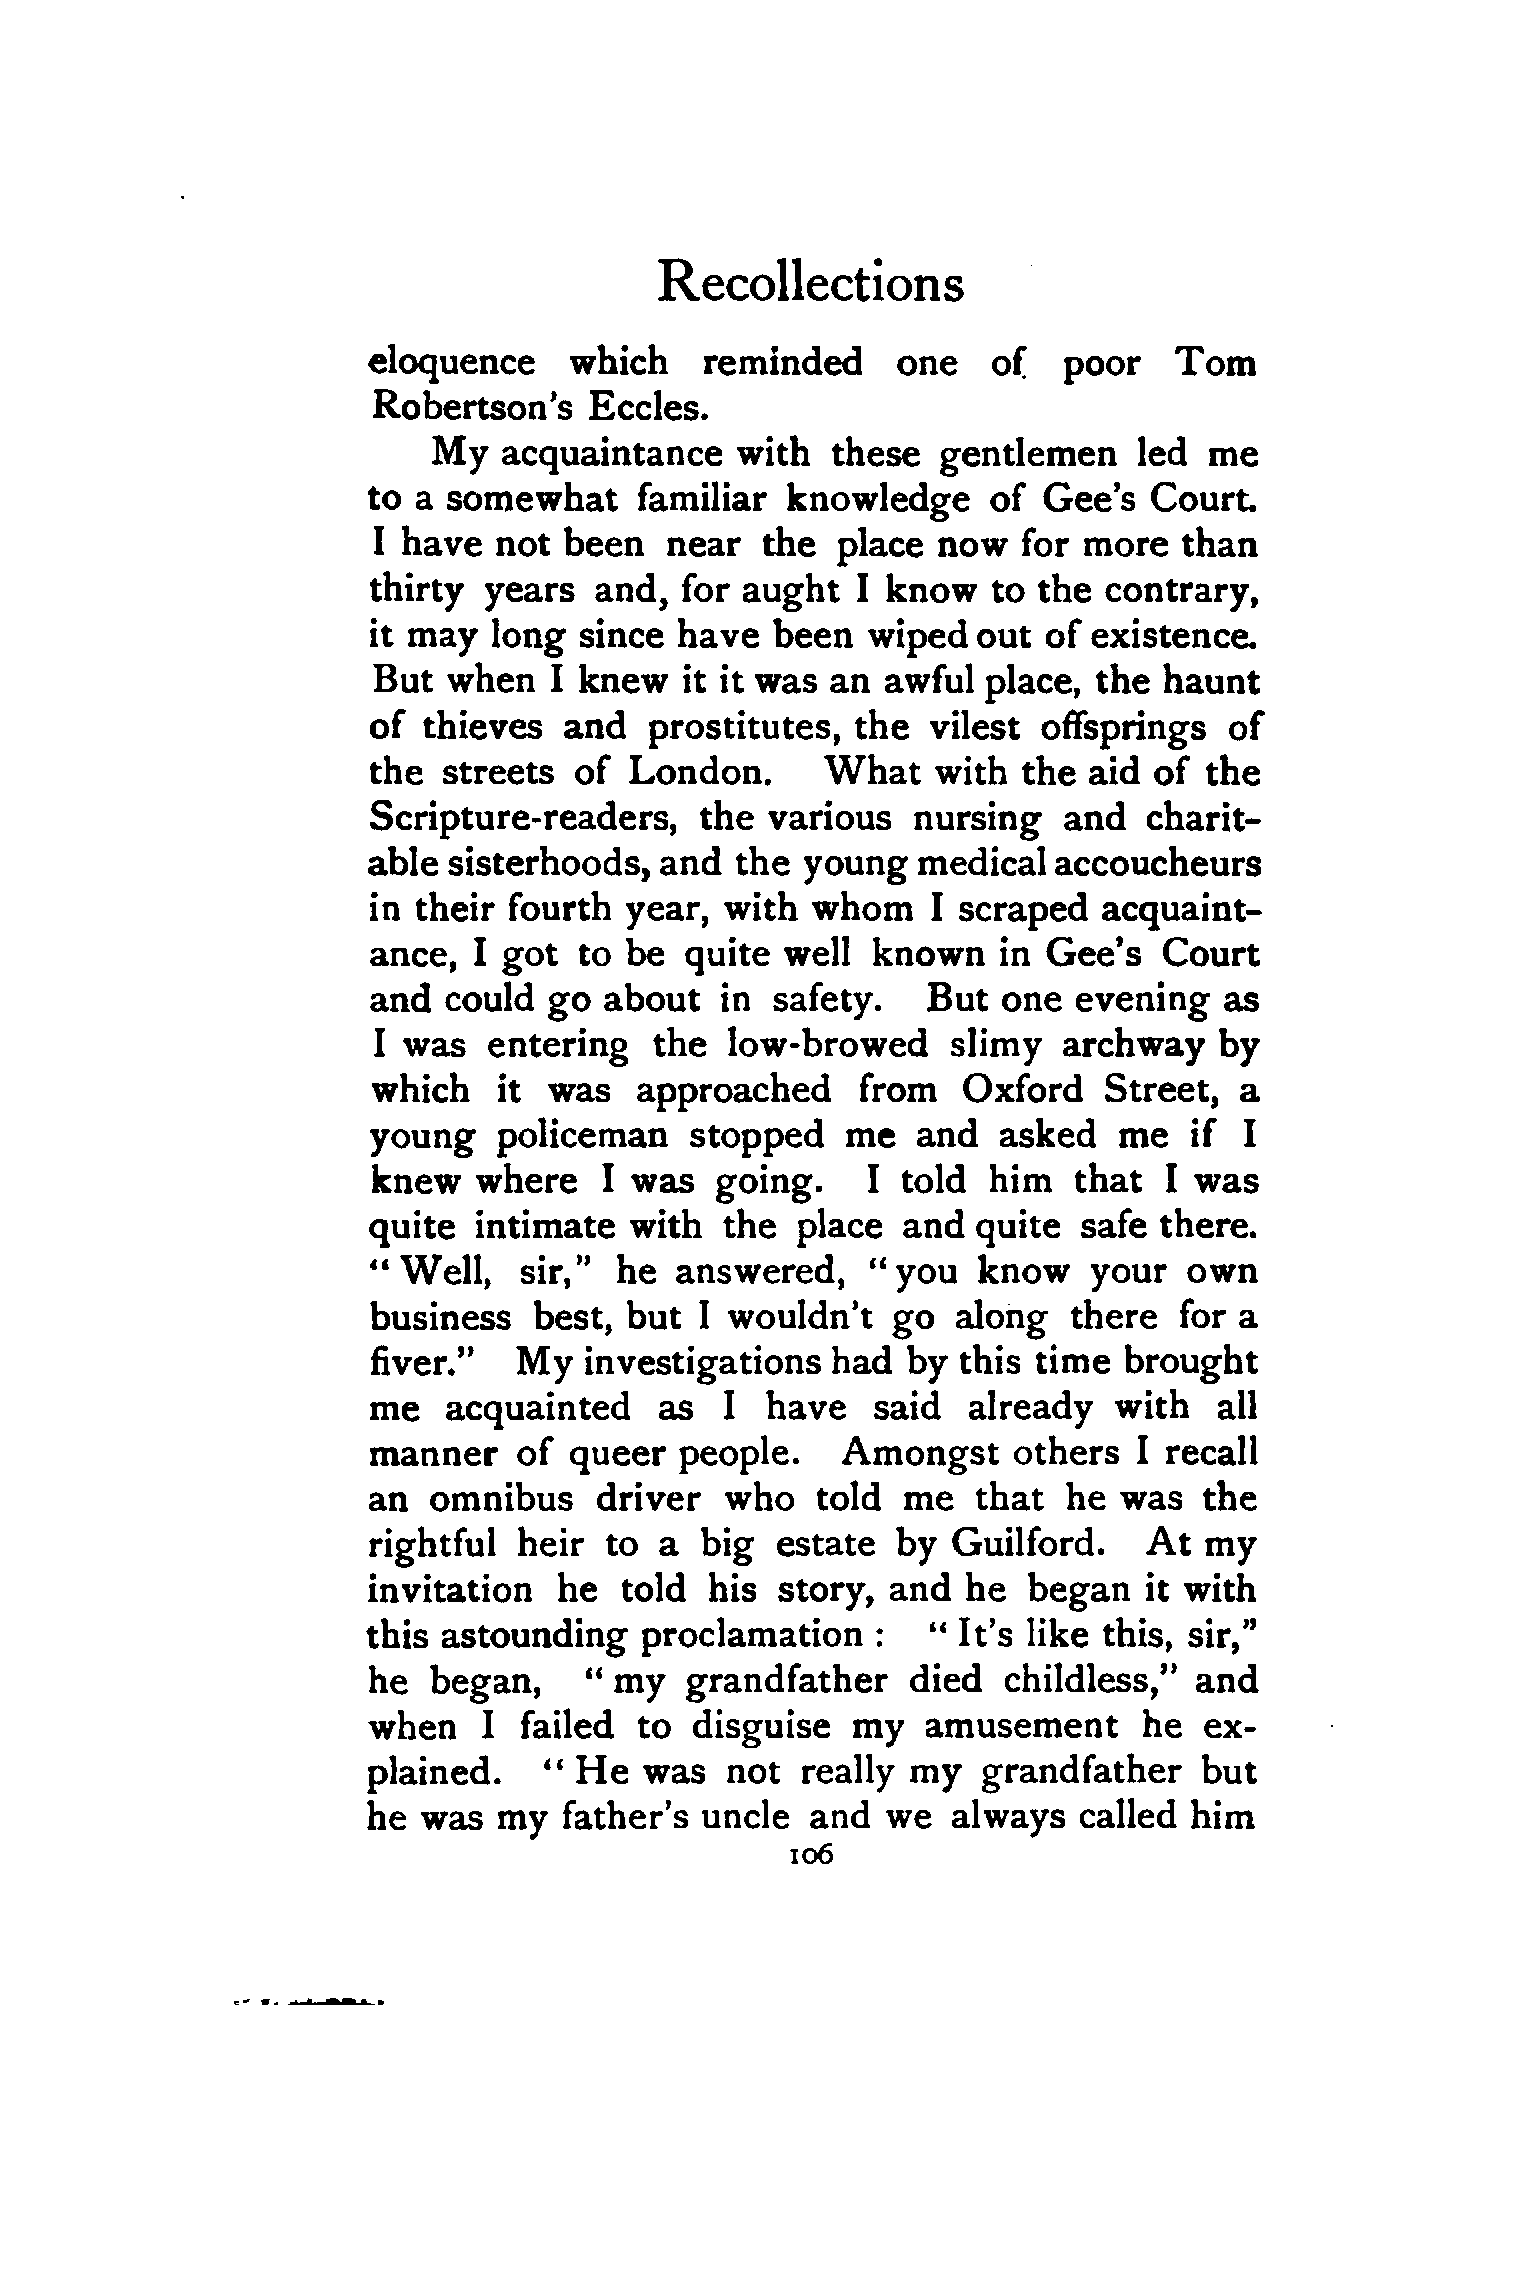 Recollections
eloquence which reminded one of poor Tom
Robertson's Eccles.
My acquaintance with these gentlemen led me
to a somewhat familiar knowledge of Gee's Court.
I have not been near the place now for more than
thirty years and, for aught I know to the contrary,
it may long since have been wiped out of existence.
But when I knew it it was an awful place, the haunt
of thieves and prostitutes, the vilest offsprings of
the streets of London. What with the aid of the
Scripture-readers, the various nursing and charit-
able sisterhoods, and the young medical accoucheurs
in their fourth year, with whom I scraped acquaint-
ance, I got to be quite well known in Gee's Court
and could go about in safety. But one evening as
I was entering the low-browed slimy archway by
which it was approached from Oxford Street, a
young policeman stopped me and asked me if I
knew where I was going. I told him that I was
quite intimate with the place and quite safe there.
"Well, sir," he answered, "you know your own
business best, but I wouldn't go along there for a
fiver." My investigations had by this time brought
me acquainted as I have said already with all
manner of queer people. Amongst others I recall
an omnibus driver who told me that he was the
rightful heir to a big estate by Guilford. At my
invitation he told his story, and he began it with
this astounding proclamation : "It's like this, sir,"
he began, "my grandfather died childless," and
when I failed to disguise my amusement he ex-
plained. "He was not really my grandfather but
he was my father's uncle and we always called him
106